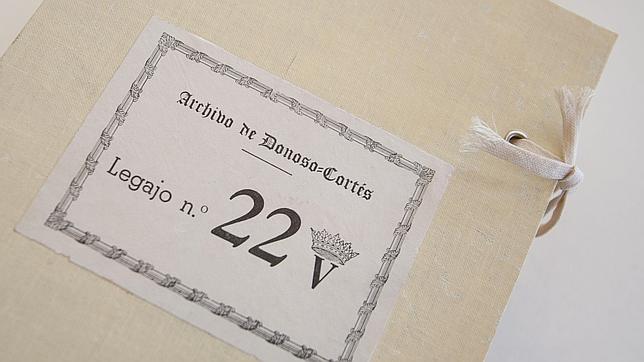 Archivo de Donoso-Cortés
Legajo n.º 22 V